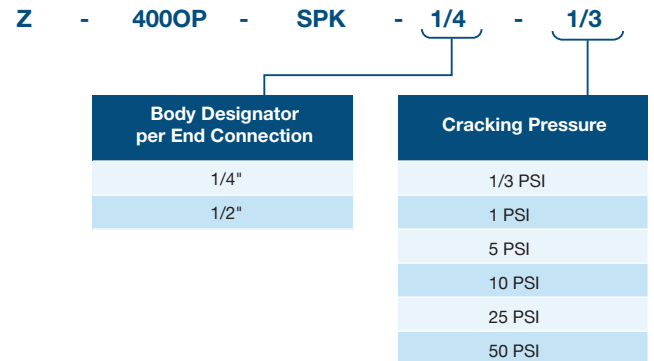 Z - 400OP - SPK - 1/4 - 1/3
Body Designator
per End Connection
1/4"
1/2"
Cracking Pressure
1/3 PSI
1 PSI
5 PSI
10 PSI
25 PSI
50 PSI